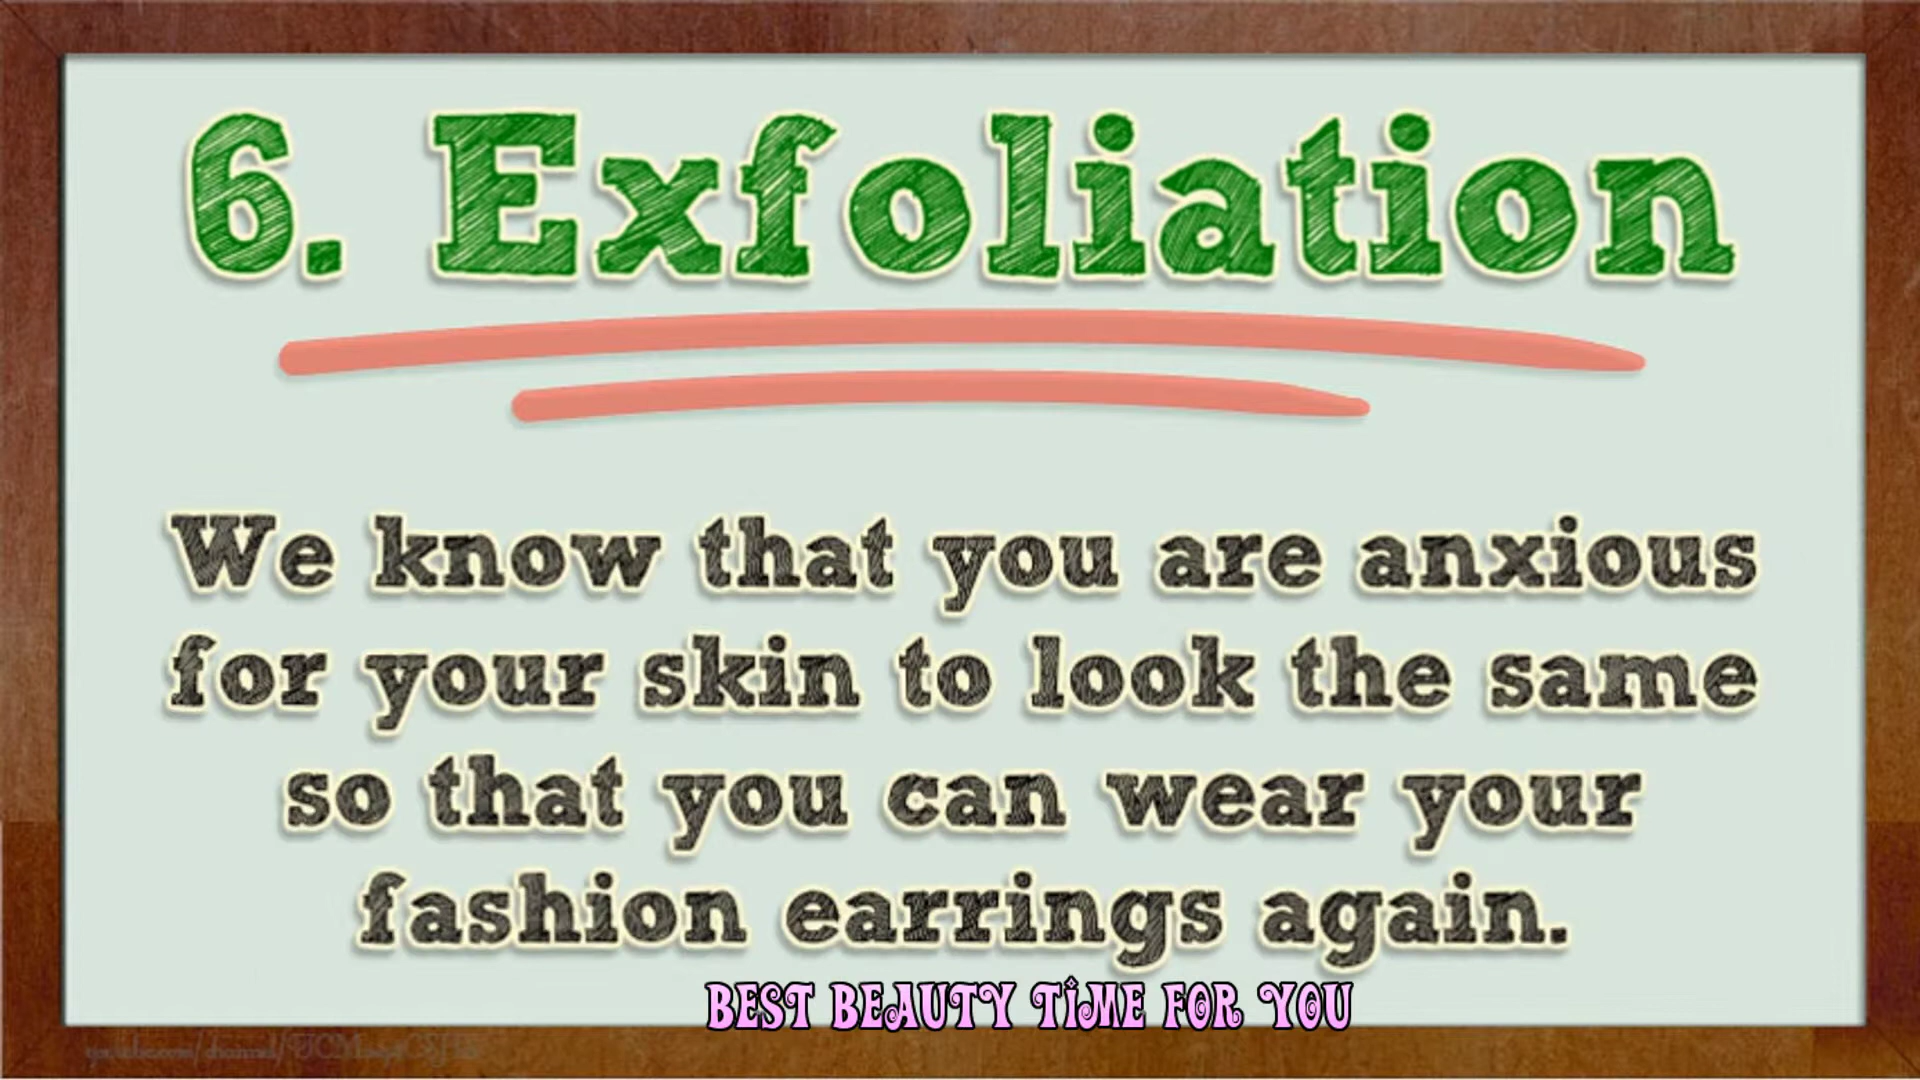 6. Exfoliation
We know that you are anxious
for your skin to look the same
so that you can wear your
fashion earrings again.
BEST BEAUTY TIME FOR YOU